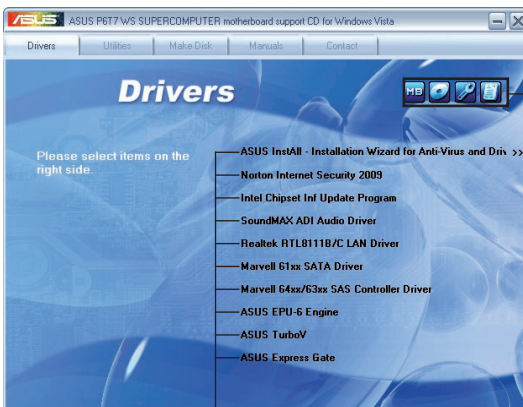 ASUS ASUS P6T7 WS SUPERCOMPUTER motherboard support CD for Windows Vista
Drivers Utilities Make Disk Manuals Contact
Drivers
MB
Please select items on the
right side.
ASUS InstAll - Installation Wizard for Anti-Virus and Driv >>
Norton Internet Security 2009
Intel Chipset Inf Update Program
SoundMAX ADI Audio Driver
Realtek RTL8111B/C LAN Driver
Marvell 61xx SATA Driver
Marvell 64xx/63xx SAS Controller Driver
ASUS EPU-6 Engine
ASUS TurboV
ASUS Express Gate